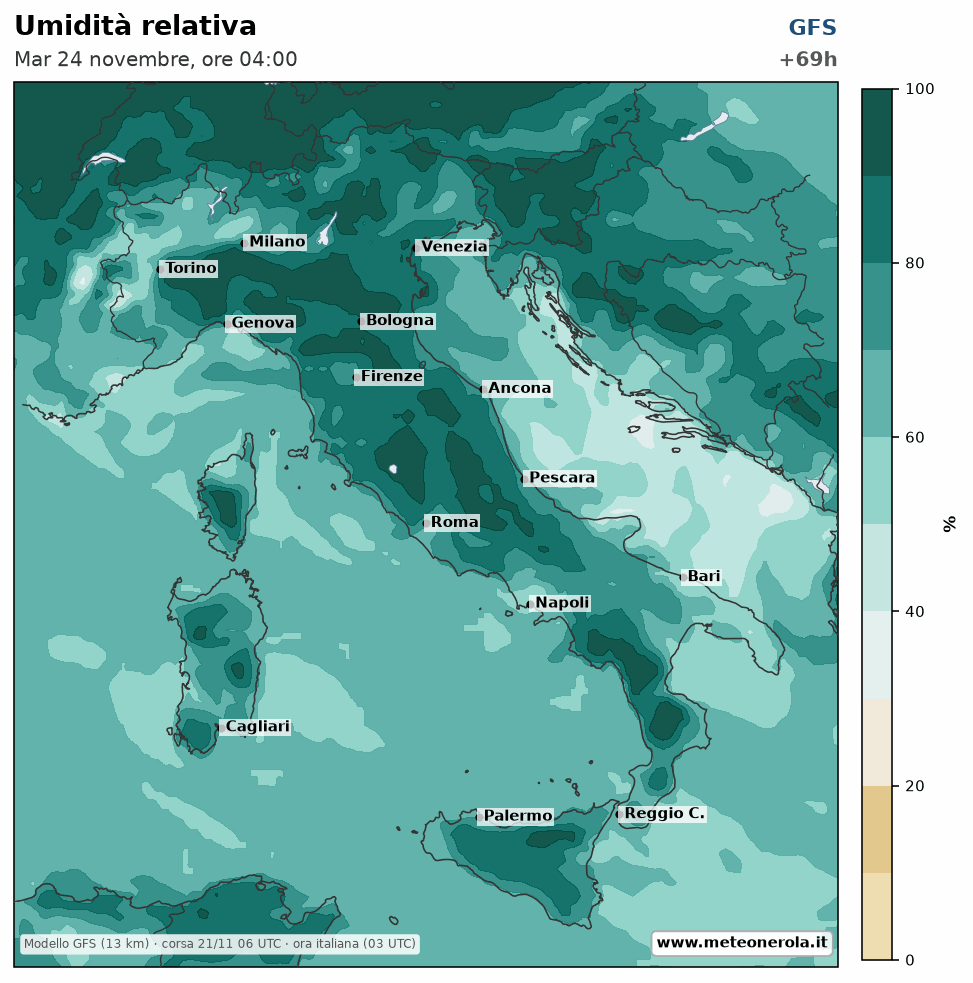 Umidità relativa
GFS
Mar 24 novembre, ore 04:00
+69h
100
80
60
40
20
0
%
Milano
Venezia
Torino
Genova
Bologna
Firenze
Ancona
Pescara
Roma
Bari
Napoli
Cagliari
Palermo
Reggio C.
Modello GFS (13 km) · corsa 21/11 06 UTC · ora italiana (03 UTC)
www.meteonerola.it